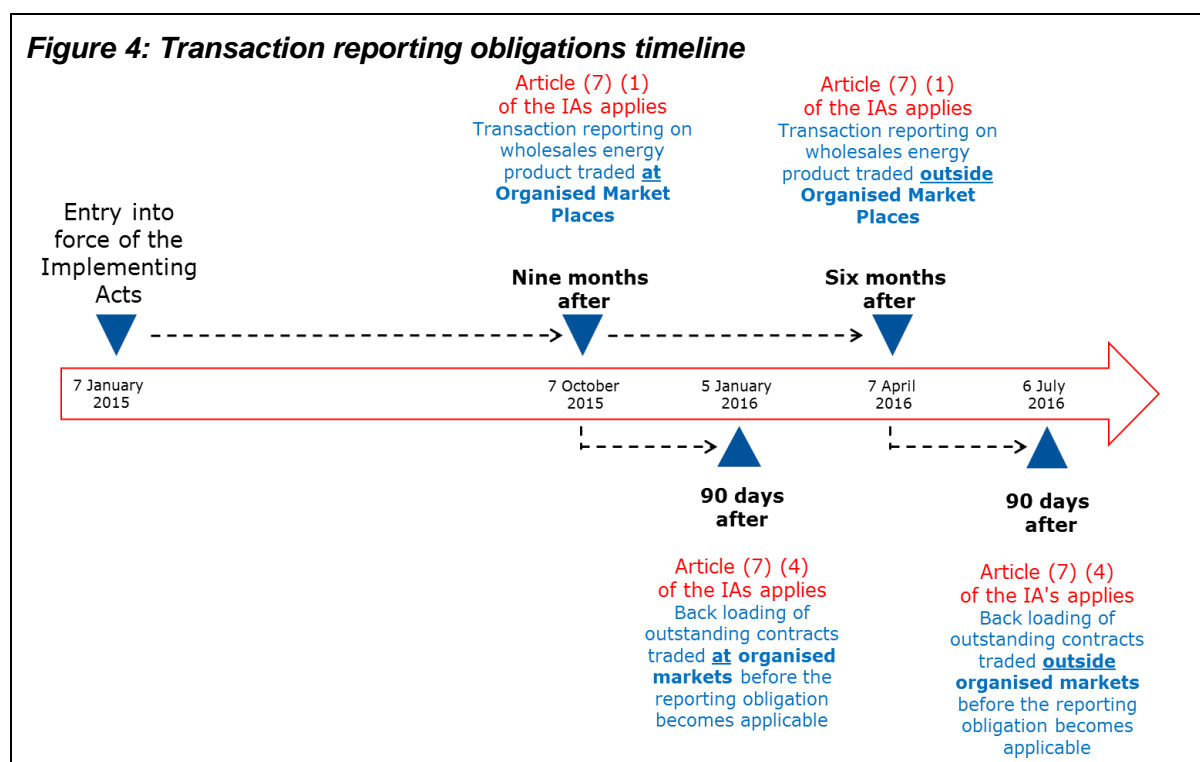 Figure 4: Transaction reporting obligations timeline
Article (7) (1)
of the IAs applies
Transaction reporting on
wholesales energy
product traded at
Organised Market
Places
Article (7) (1)
of the IAs applies
Transaction reporting on
wholesales energy
product traded outside
Organised Market
Places
Entry into
force of the
Implementing
Acts
Nine months
after
Six months
after
7 January
2015
7 October
2015
5 January
2016
7 April
2016
6 July
2016
90 days
after
90 days
after
Article (7) (4)
of the IAs applies
Back loading of
outstanding contracts
traded at organised
markets before the
reporting obligation
becomes applicable
Article (7) (4)
of the IA's applies
Back loading of
outstanding contracts
traded outside
organised markets
before the reporting
obligation becomes
applicable